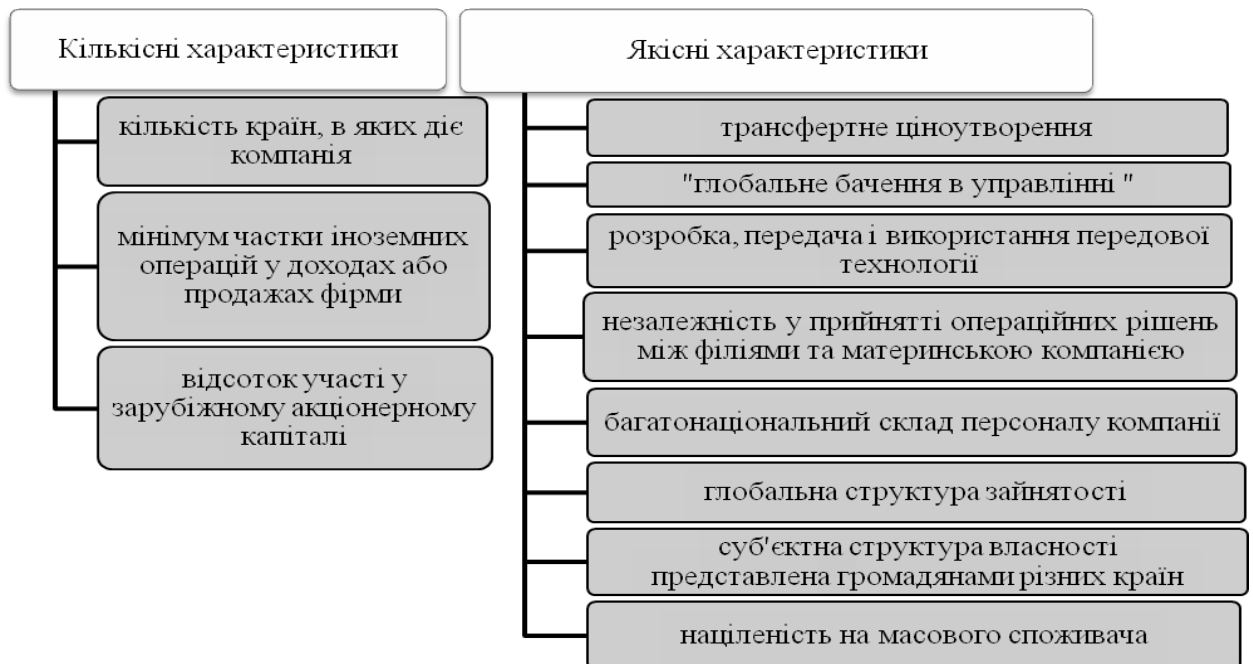 Кількісні характеристики
кількість країн, в яких діє
компанія
мінімум частки іноземних
операцій у доходах або
продажах фірми
відсоток участі у
зарубіжному акціонерному
капіталі
Якісні характеристики
трансфертне ціноутворення
"глобальне бачення в управлінні "
розробка, передача і використання передової
технології
незалежність у прийнятті операційних рішень
між філіями та материнською компанією
багатонаціональний склад персоналу компанії
глобальна структура зайнятості
суб'єктна структура власності
представлена громадянами різних країн
націленість на масового споживача